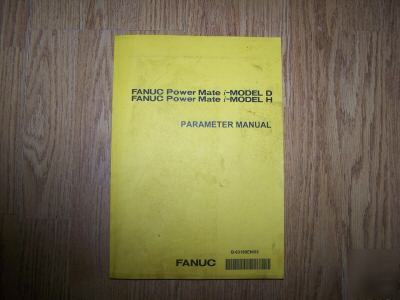 FANUC Power Mate i-MODEL D
FANUC Power Mate i-MODEL H
PARAMETER MANUAL
FANUC